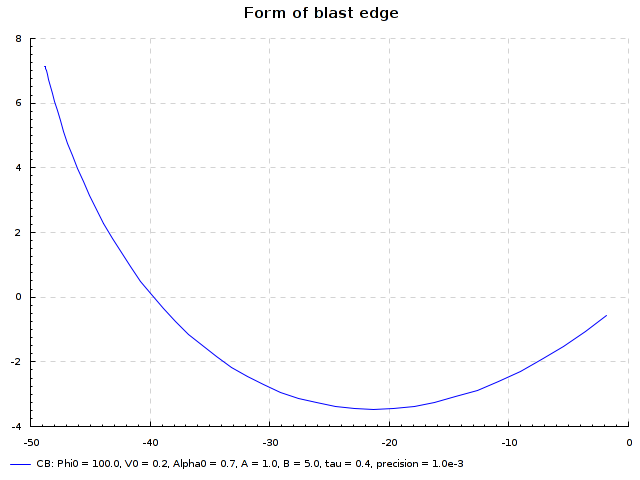 Form of blast edge
8
6
4
2
0
-2
-4
-50 -40 -30 -20 -10 0
CB: Phi0 = 100.0, V0 = 0.2, Alpha0 = 0.7, A = 1.0, B = 5.0, tau = 0.4, precision = 1.0e-3